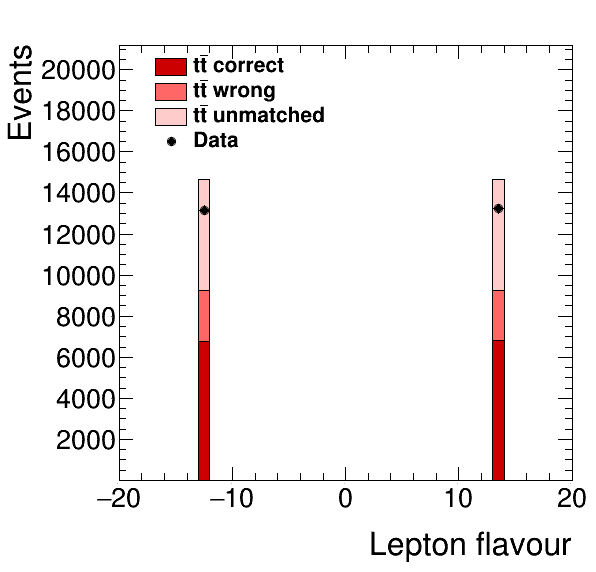 Events
20000
18000
16000
14000
12000
10000
8000
6000
4000
2000
tt̄ correct
tt̄ wrong
tt̄ unmatched
Data
−20 −10 0 10 20
Lepton flavour